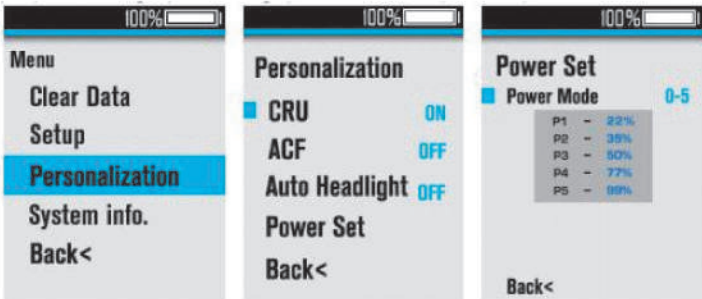 100%
Menu
Clear Data
Setup
Personalization
System info.
Back<
100%
Personalization
CRU ON
ACF OFF
Auto Headlight OFF
Power Set
Back<
100%
Power Set
Power Mode 0-5
P1 - 22%
P2 - 35%
P3 - 50%
P4 - 77%
P5 - 99%
Back<